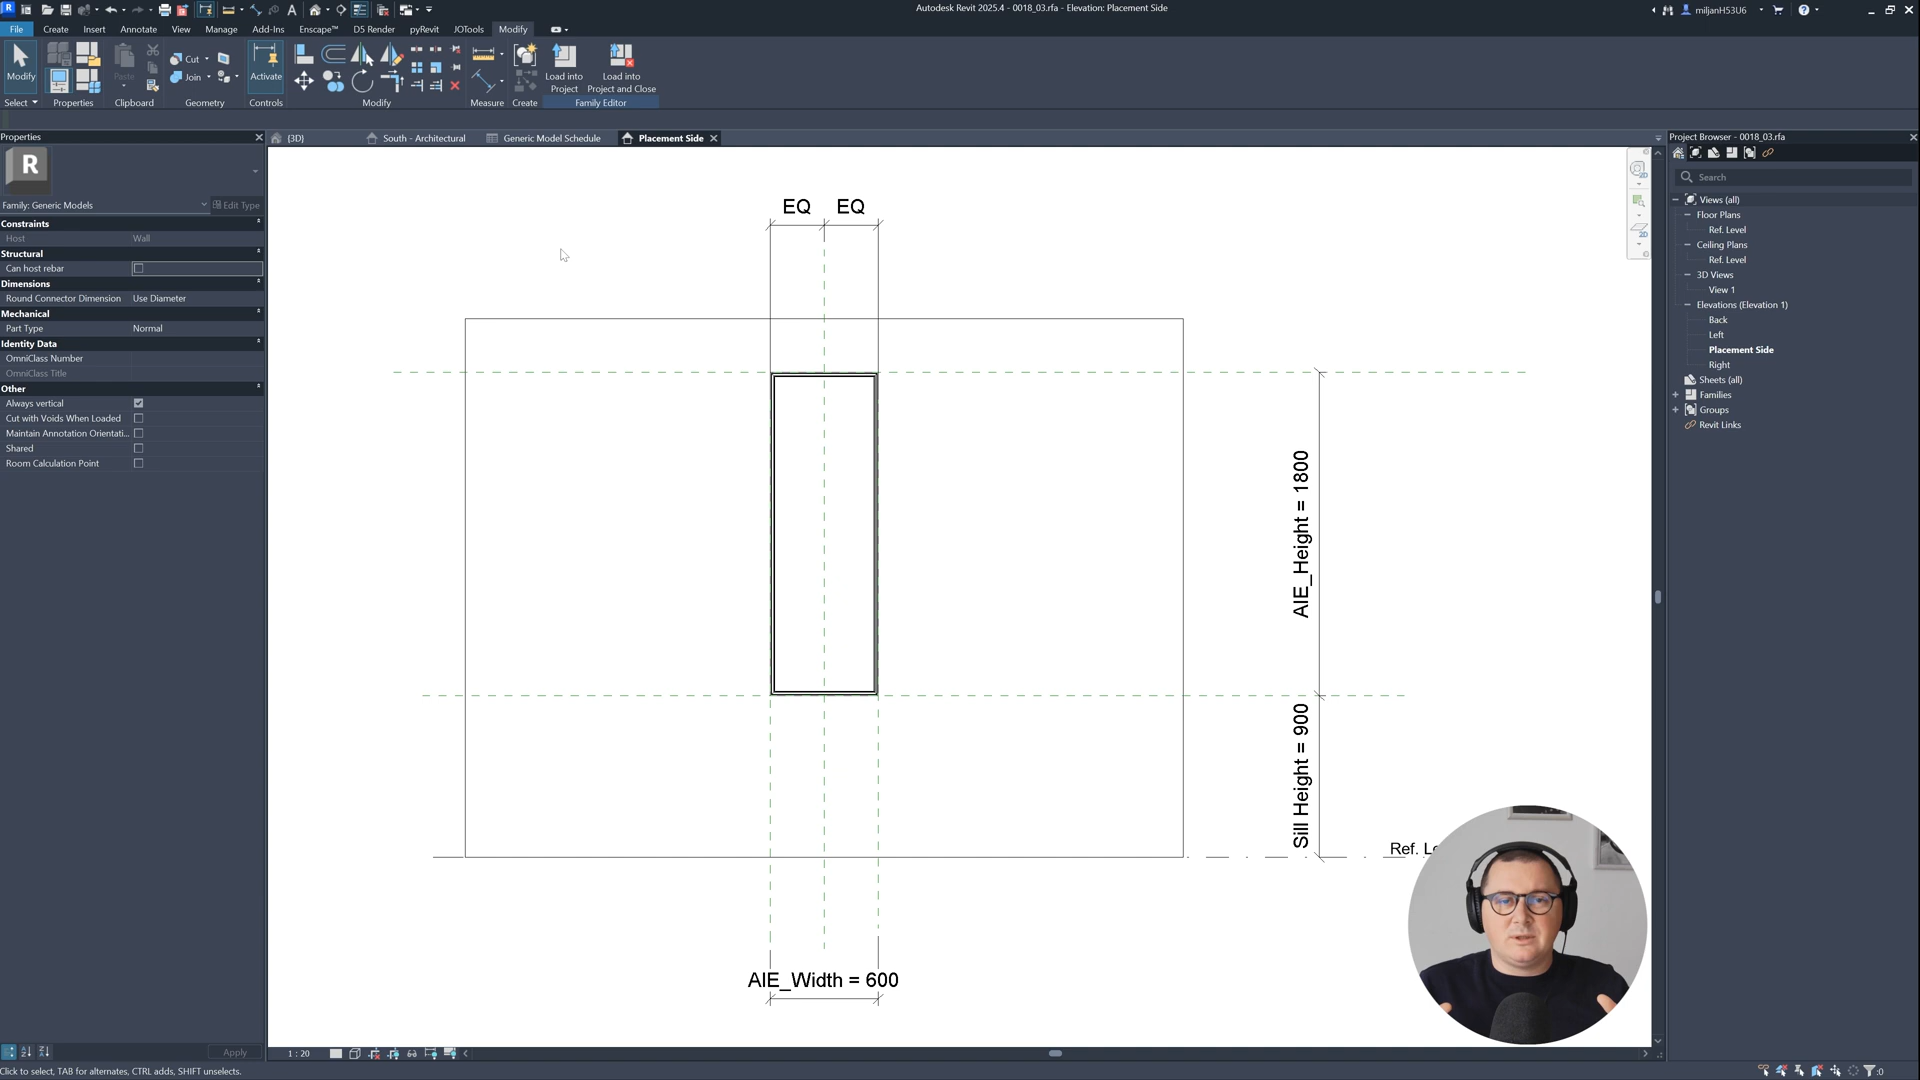 Autodesk Revit 2025.4 - 0018_03.rfa - Elevation: Placement Side
miljanH53U6
File
Create
Insert
Annotate
View
Manage
Add-Ins
Enscape™
D5 Render
pyRevit
JOTools
Modify
Modify
Paste
Cut
Join
Activate
Load into
Project
Load into
Project and Close
Select
Properties
Clipboard
Geometry
Controls
Modify
Measure
Create
Family Editor
Properties
(3D)
South - Architectural
Generic Model Schedule
Placement Side
Project Browser - 0018_03.rfa
R
Family: Generic Models
Edit Type
Constraints
Host
Wall
Structural
Can host rebar
Dimensions
Round Connector Dimension
Use Diameter
Mechanical
Part Type
Normal
Identity Data
OmniClass Number
OmniClass Title
Other
Always vertical
Cut with Voids When Loaded
Maintain Annotation Orientati...
Shared
Room Calculation Point
Apply
EQ
EQ
AIE_Height = 1800
Sill Height = 900
AIE_Width = 600
Ref.
Search
Views (all)
Floor Plans
Ref. Level
Ceiling Plans
Ref. Level
3D Views
View 1
Elevations (Elevation 1)
Back
Left
Placement Side
Right
Sheets (all)
Families
Groups
Revit Links
1 : 20
Click to select, TAB for alternates, CTRL adds, SHIFT unselects.
:0